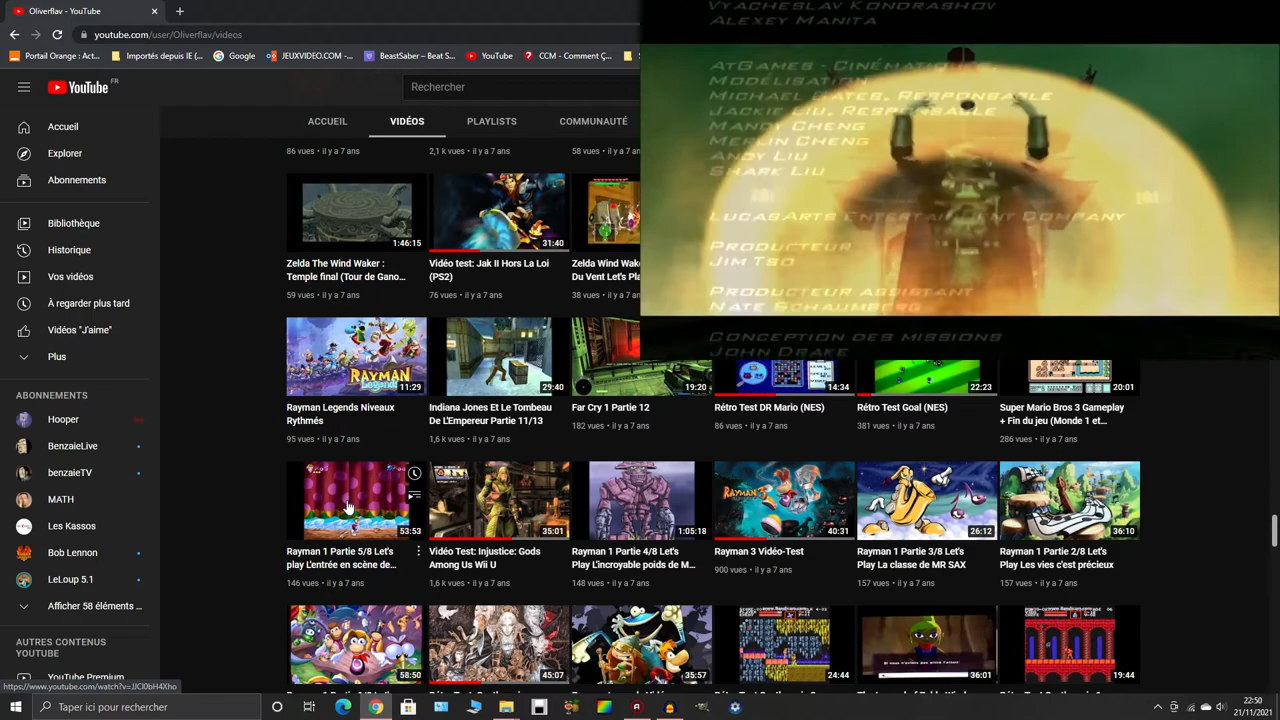 Oliverflav - YouTube
youtube.com/user/Oliverflav/videos
Portail Orange : Act...
Importés depuis IE (...
Google
JEUXVIDEO.COM -...
BeastSaber – Beat S...
YouTube
CCM - Comment Ç...
YouTube FR
Rechercher
ACCUEIL
VIDÉOS
PLAYLISTS
COMMUNAUTÉ
Accueil
Explorer
Abonnements
Bibliothèque
Historique
Vos vidéos
À regarder plus tard
Vidéos "J'aime"
Plus
ABONNEMENTS
Hooper
BenzaieLive
benzaieTV
MATH
Les Kassos
Bob Lennon
LeLoup 5.1
Afficher 58 éléments ...
AUTRES CONTENUS
YOUTUBE
YouTube Premium
86 vues • il y a 7 ans
2,1 k vues • il y a 7 ans
58 vues • il y a 7
1:46:15
31:40
Zelda The Wind Waker :
Temple final (Tour de Gano...
59 vues • il y a 7 ans
Vidéo test: Jak II Hors La Loi
(PS2)
76 vues • il y a 7 ans
Zelda Wind Wak
Du Vent Let's Pla
38 vues • il y a 7
Vyacheslav Kondrashov
Alexey Manita
AtGames - Cinématiques,
Modélisation
Michael Bates, Responsable
Jackie Liu, Responsable
Mandy Cheng
Merlin Cheng
Andy Liu
Shark Liu
LucasArts Entertainment Company
Producteur
Jim Tso
Producteur assistant
Nate Schaumberg
Conception des missions
John Drake
RAYMAN
11:29
29:40
19:20
14:34
22:23
20:01
Rayman Legends Niveaux
Rythmiques
95 vues • il y a 7 ans
Indiana Jones Et Le Tombeau
De L'Empereur Partie 11/13
1,6 k vues • il y a 7 ans
Far Cry 1 Partie 12
182 vues • il y a 7 ans
Rétro Test DR Mario (NES)
86 vues • il y a 7 ans
Rétro Test Goal (NES)
381 vues • il y a 7 ans
Super Mario Bros 3 Gameplay
+ Fin du jeu (Monde 1 et...
286 vues • il y a 7 ans
53:53
35:01
1:05:18
RAYMAN 3
40:31
26:12
36:10
Rayman 1 Partie 5/8 Let's
play L'entrée en scène de...
146 vues • il y a 7 ans
Vidéo Test: Injustice: Gods
Among Us Wii U
1,6 k vues • il y a 7 ans
Rayman 1 Partie 4/8 Let's
Play L'incroyable poids de M...
148 vues • il y a 7 ans
Rayman 3 Vidéo-Test
900 vues • il y a 7 ans
Rayman 1 Partie 3/8 Let's
Play La classe de MR SAX
157 vues • il y a 7 ans
Rayman 1 Partie 2/8 Let's
Play Les vies c'est précieux
157 vues • il y a 7 ans
58:50
45:07
35:57
24:44
36:01
19:44
https://www.youtube.com/watch?v=JJCl0bH4Xho
Taper ici pour rechercher
22:50
21/11/2021